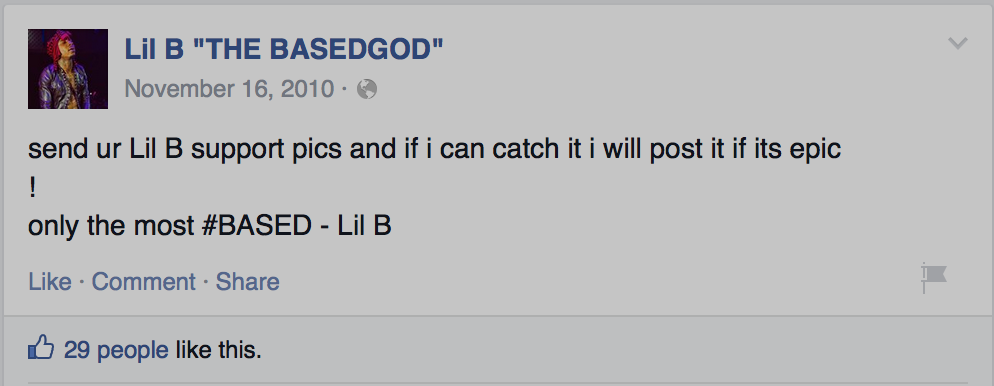 Lil B "THE BASEDGOD"
November 16, 2010 ·
send ur Lil B support pics and if i can catch it i will post it if its epic
!
only the most #BASED - Lil B
Like · Comment · Share
29 people like this.